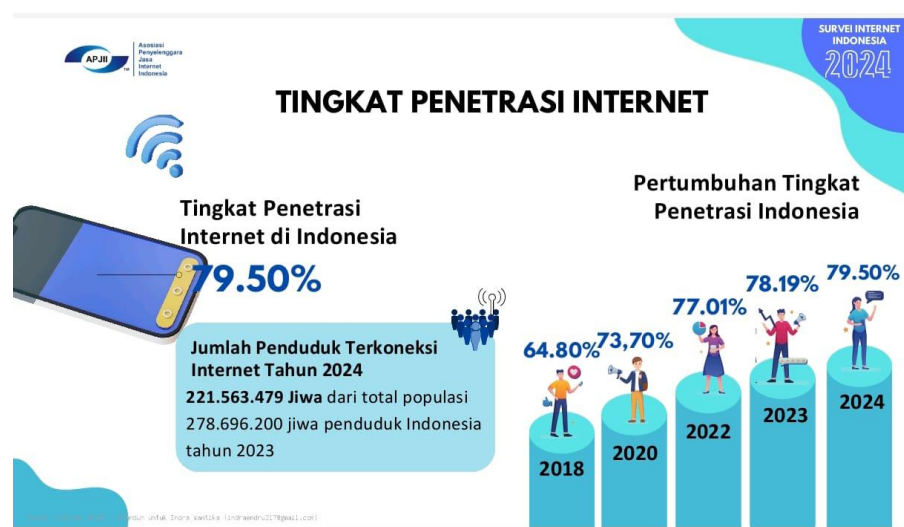 APJII
Asosiasi
Penyelenggara
Jasa
Internet
Indonesia
SURVEI INTERNET
INDONESIA
2024
TINGKAT PENETRASI INTERNET
Tingkat Penetrasi
Internet di Indonesia
79.50%
Jumlah Penduduk Terkoneksi
Internet Tahun 2024
221.563.479 Jiwa dari total populasi
278.696.200 jiwa penduduk Indonesia
tahun 2023
Pertumbuhan Tingkat
Penetrasi Indonesia
64.80%
73,70%
77.01%
78.19%
79.50%
2018
2020
2022
2023
2024
untuk Indra